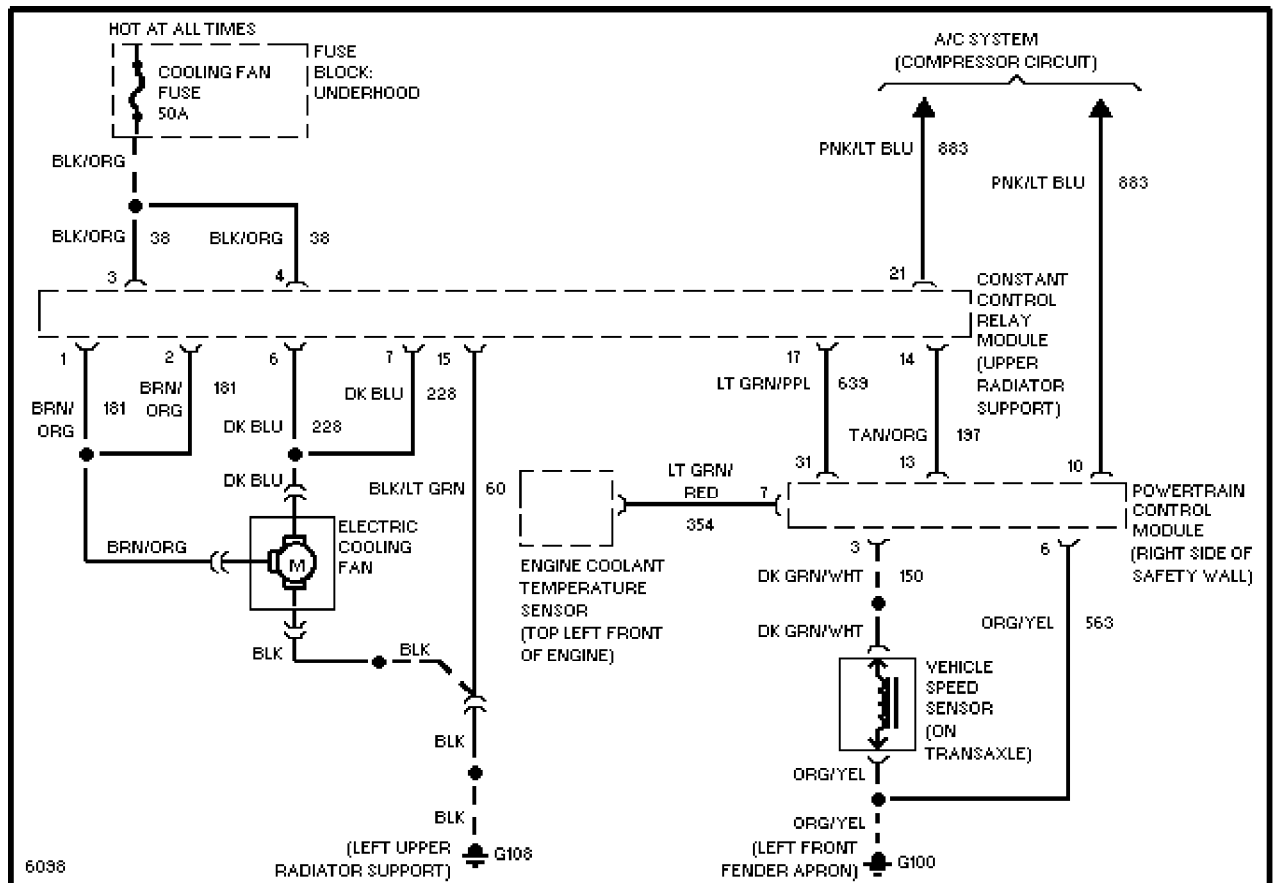 HOT AT ALL TIMES
COOLING FAN
FUSE
50A
FUSE
BLOCK:
UNDERHOOD
A/C SYSTEM
(COMPRESSOR CIRCUIT)
BLK/ORG
PNK/LT BLU 883
PNK/LT BLU 883
BLK/ORG 38
BLK/ORG 38
3
4
21
CONSTANT
CONTROL
RELAY
MODULE
(UPPER
RADIATOR
SUPPORT)
1
2
6
7
15
17
14
BRN/
ORG
181
BRN/
ORG
181
DK BLU 228
DK BLU 228
LT GRN/PPL 639
TAN/ORG 197
DK BLU
BLK/LT GRN 60
LT GRN/
RED
354
7
31
13
10
POWERTRAIN
CONTROL
MODULE
(RIGHT SIDE OF
SAFETY WALL)
BRN/ORG
M
ELECTRIC
COOLING
FAN
ENGINE COOLANT
TEMPERATURE
SENSOR
(TOP LEFT FRONT
OF ENGINE)
3
6
DK GRN/WHT 150
DK GRN/WHT
ORG/YEL 563
BLK
BLK
VEHICLE
SPEED
SENSOR
(ON
TRANSAXLE)
BLK
ORG/YEL
BLK
ORG/YEL
(LEFT UPPER
RADIATOR SUPPORT)
G108
(LEFT FRONT
FENDER APRON)
G100
6098